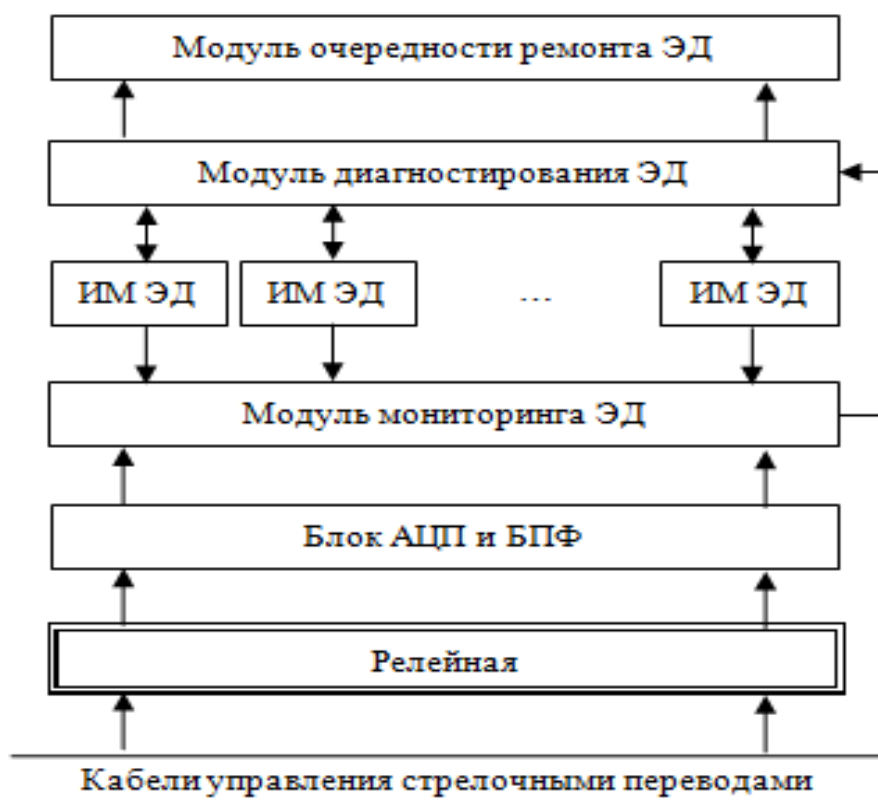 Модуль очередности ремонта ЭД
Модуль диагностирования ЭД
ИМ ЭД ИМ ЭД ... ИМ ЭД
Модуль мониторинга ЭД
Блок АЦП и БПФ
Релейная
Кабели управления стрелочными переводами